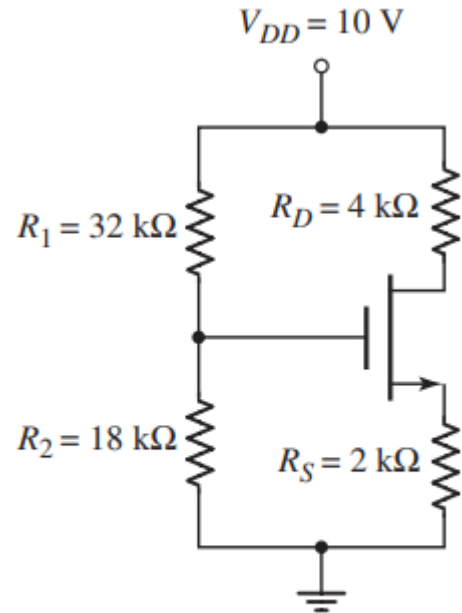 V_DD = 10 V
R_1 = 32 kΩ
R_D = 4 kΩ
R_2 = 18 kΩ
R_S = 2 kΩ